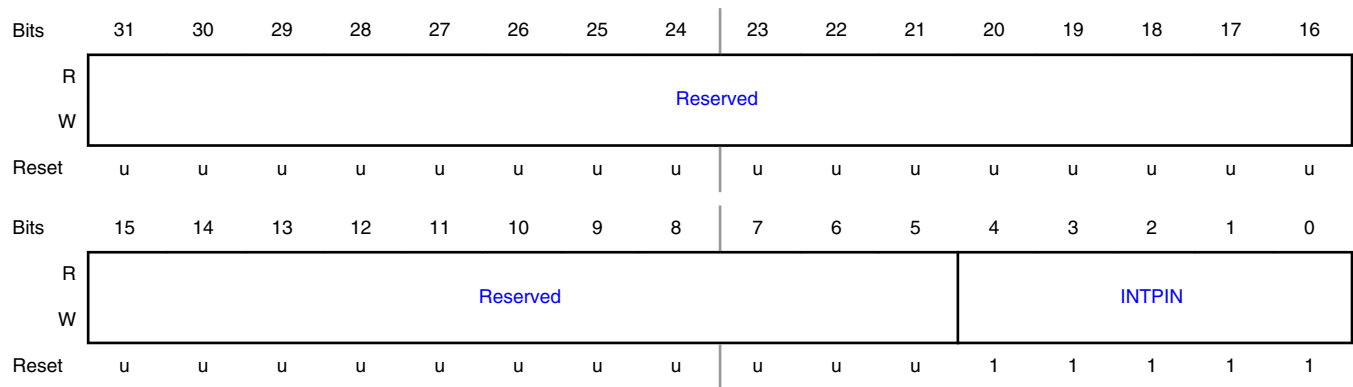 Bits 31 30 29 28 27 26 25 24 23 22 21 20 19 18 17 16
R
Reserved
W
Reset u u u u u u u u u u u u u u u u
Bits 15 14 13 12 11 10 9 8 7 6 5 4 3 2 1 0
R
Reserved INTPIN
W
Reset u u u u u u u u u u u 1 1 1 1 1